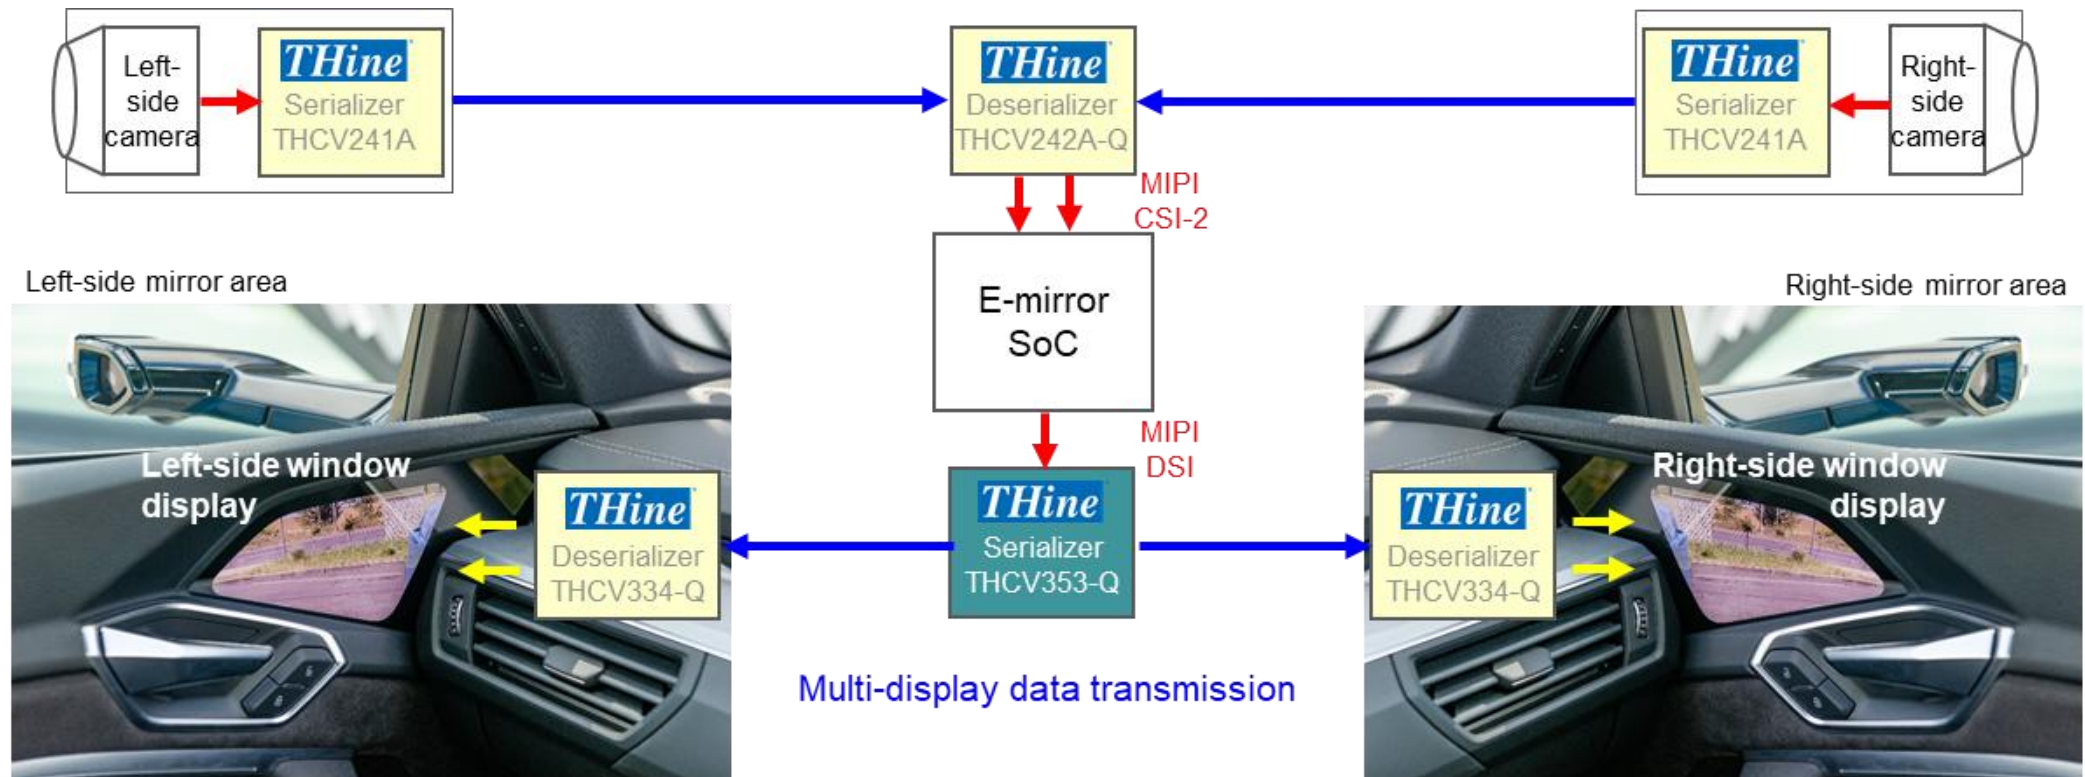 Left-
side
camera
THine
Serializer
THCV241A
THine
Deserializer
THCV242A-Q
THine
Serializer
THCV241A
Right-
side
camera
MIPI
CSI-2
Left-side mirror area
E-mirror
SoC
Right-side mirror area
MIPI
DSI
Left-side window
display
THine
Deserializer
THCV334-Q
THine
Serializer
THCV353-Q
THine
Deserializer
THCV334-Q
Right-side window
display
Multi-display data transmission